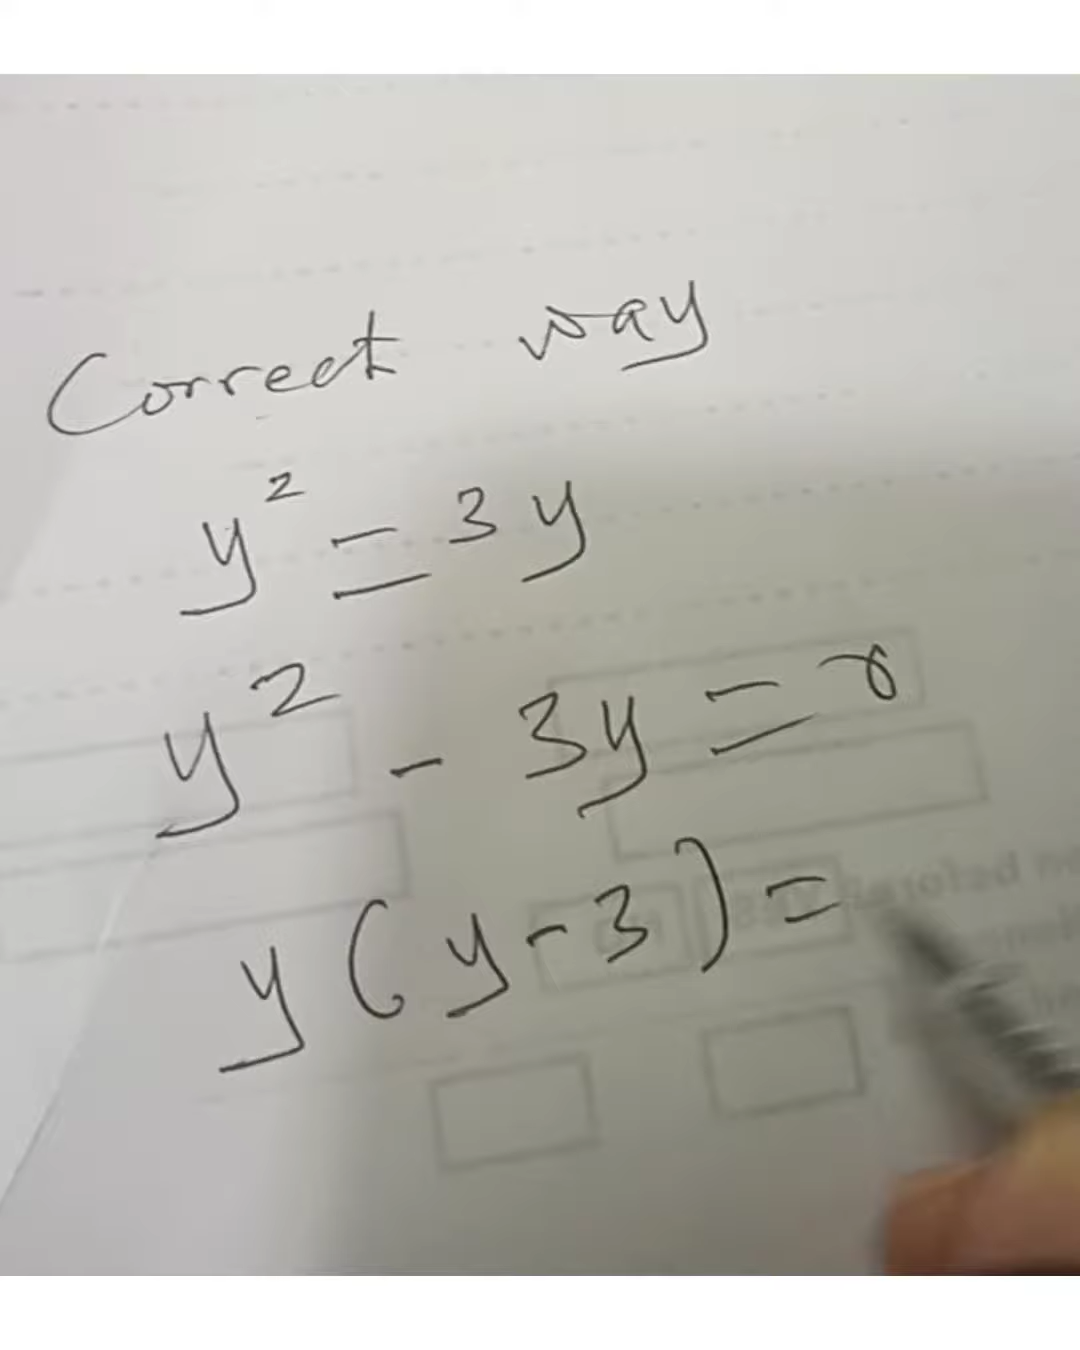 Correct way
y² = 3y
y² - 3y = 0
y(y-3) =